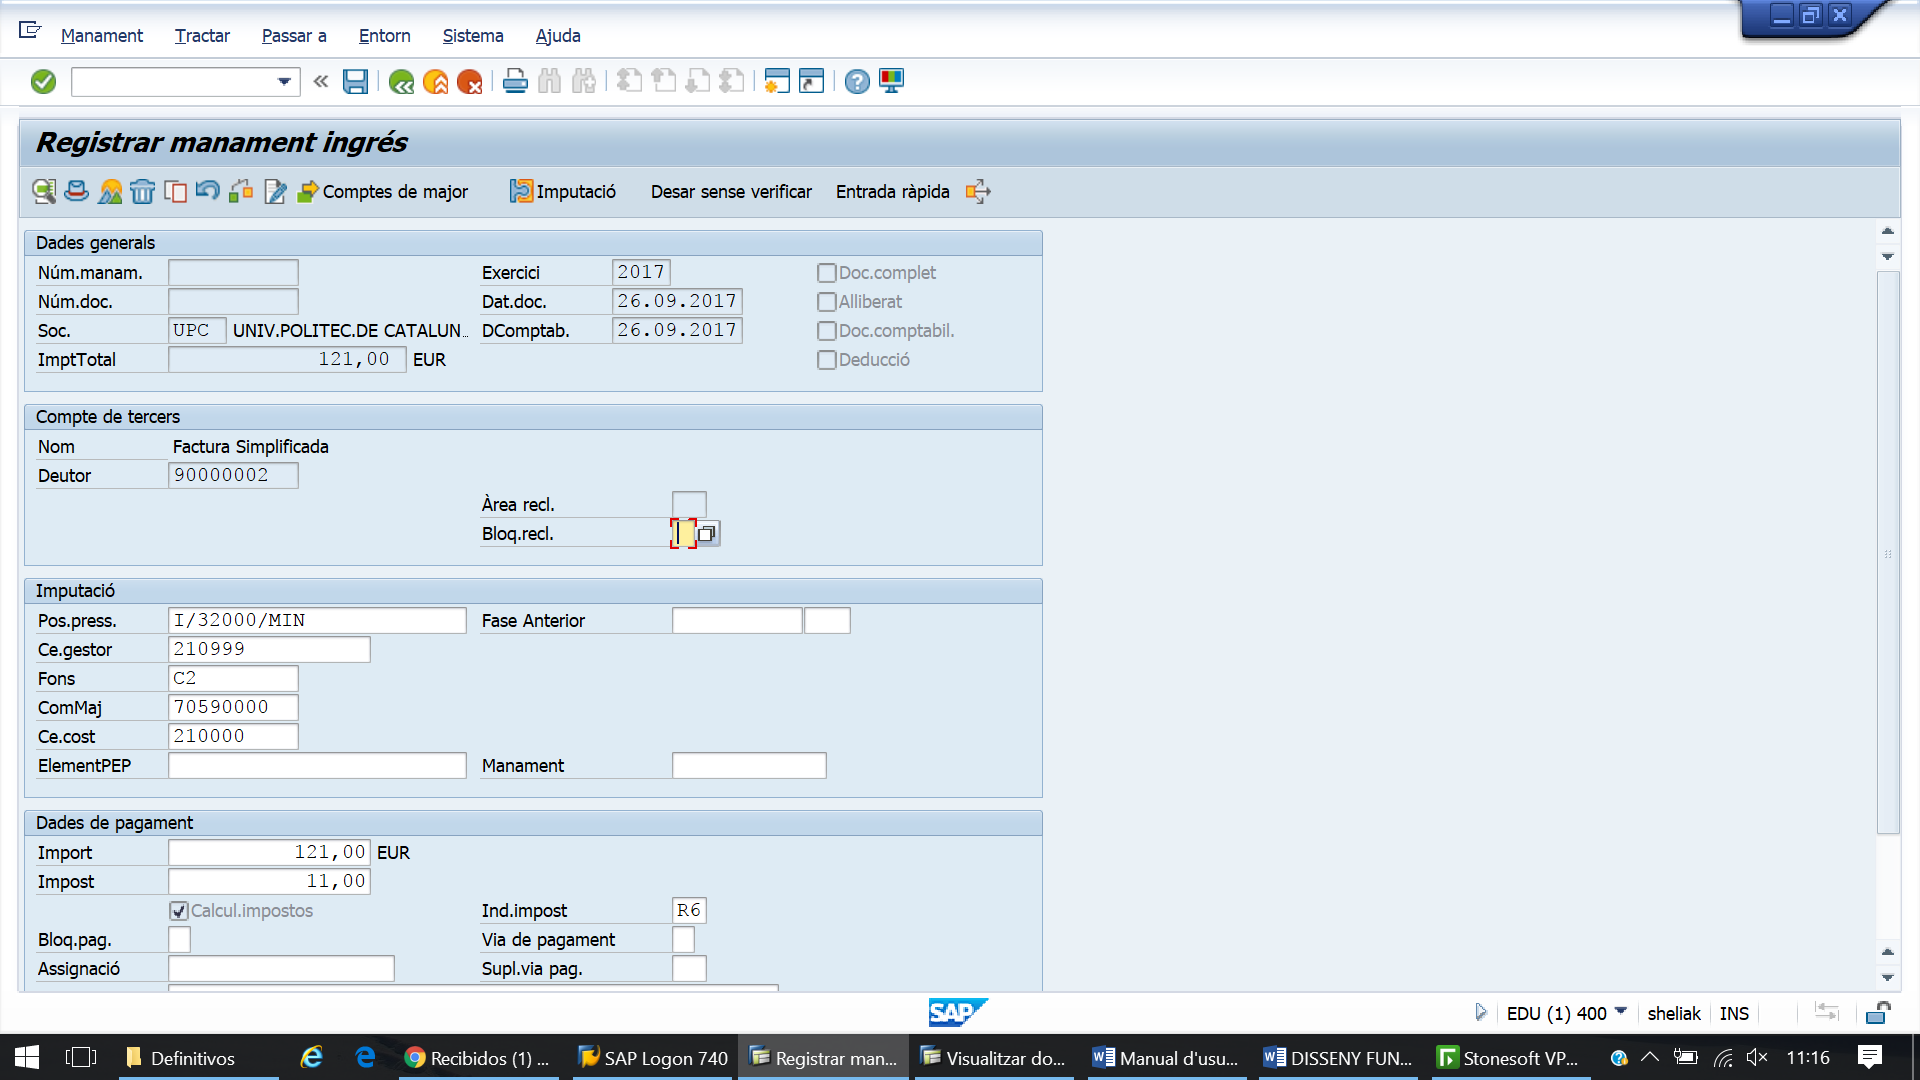 Manament Tractar Passar a Entorn Sistema Ajuda
Registrar manament ingrés
Comptes de major Imputació Desar sense verificar Entrada ràpida
Dades generals
Núm.manam. Exercici 2017 Doc.complet
Núm.doc. Dat.doc. 26.09.2017 Alliberat
Soc. UPC UNIV.POLITEC.DE CATALUN... DComptab. 26.09.2017 Doc.comptabil.
ImptTotal 121,00 EUR Deducció
Compte de tercers
Nom Factura Simplificada
Deutor 90000002
Àrea recl.
Bloq.recl.
Imputació
Pos.press. I/32000/MIN Fase Anterior
Ce.gestor 210999
Fons C2
ComMaj 70590000
Ce.cost 210000
ElementPEP Manament
Dades de pagament
Import 121,00 EUR
Impost 11,00
Calcul.impostos Ind.impost R6
Bloq.pag. Via de pagament
Assignació Supl.via pag.
SAP EDU (1) 400 sheliak INS
Definitivos Recibidos (1) ... SAP Logon 740 Registrar man... Visualitzar do... Manual d'usu... DISSENY FUN... Stonesoft VP... 11:16